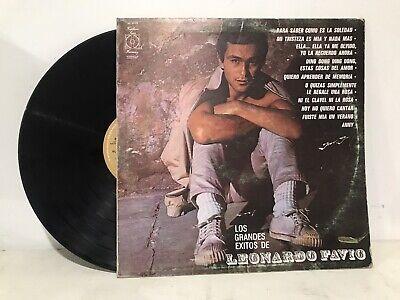 PARA SABER COMO ES LA SOLEDAD -
MI TRISTEZA ES MIA Y NADA MAS -
ELLA... ELLA YA ME OLVIDO,
YO LA RECUERDO AHORA -
DING DONG DING DONG,
ESTAS COSAS DEL AMOR -
QUIERO APRENDER DE MEMORIA -
O QUIZAS SIMPLEMENTE
LE REGALE UNA ROSA -
NI EL CLAVEL NI LA ROSA -
HOY NO QUIERO CANTAR
FUISTE MIA UN VERANO
ANNY
LOS
GRANDES
EXITOS DE
LEONARDO FAVIO